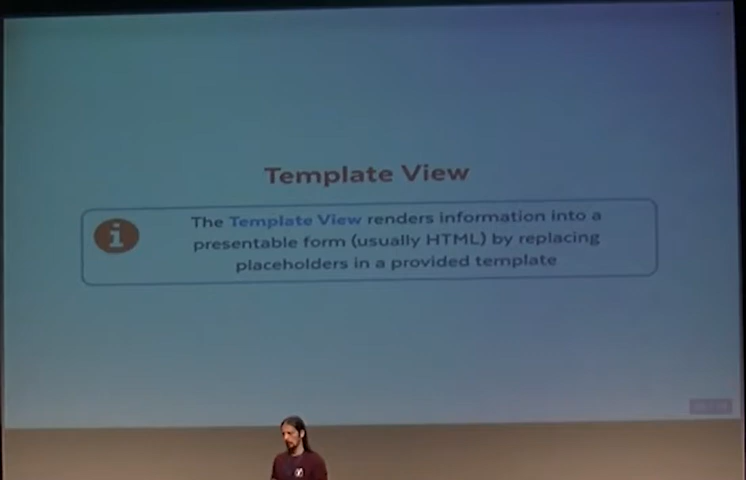 Template View
The Template View renders information into a
presentable form (usually HTML) by replacing
placeholders in a provided template